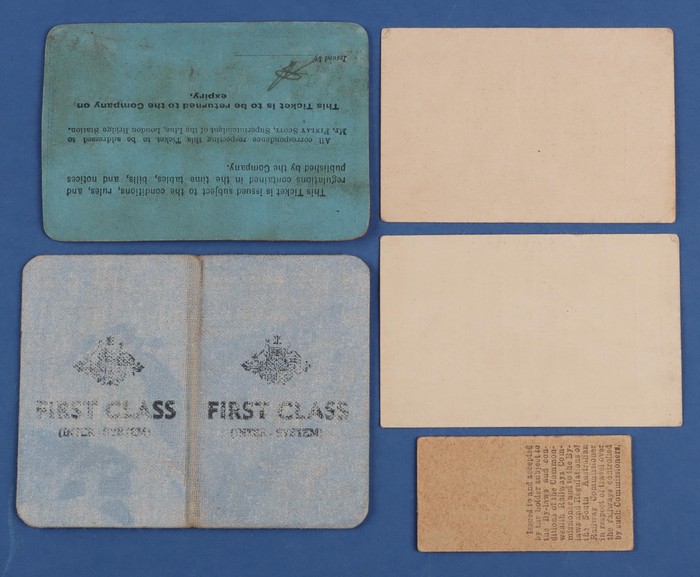 This Ticket is issued subject to the conditions, rules, and
regulations contained in the time tables, bills, and notices
published by the Company.
All correspondence respecting this Ticket to be addressed to
Mr. FINLAY SCOTT, Superintendent of the Line, London Bridge Station.
This Ticket is to be returned to the Company on
expiry.
Issued by
FIRST CLASS
(INTER-SYSTEM)
FIRST CLASS
(INTER-SYSTEM)
Issued to and accepted
by the holder subject to
the By-laws and con-
ditions of the Common-
wealth Railways Com-
missioner and to the By-
laws and Regulations of
the South Australian
Railway Commissioner
in respect of travel over
the railways controlled
by such Commissioners.